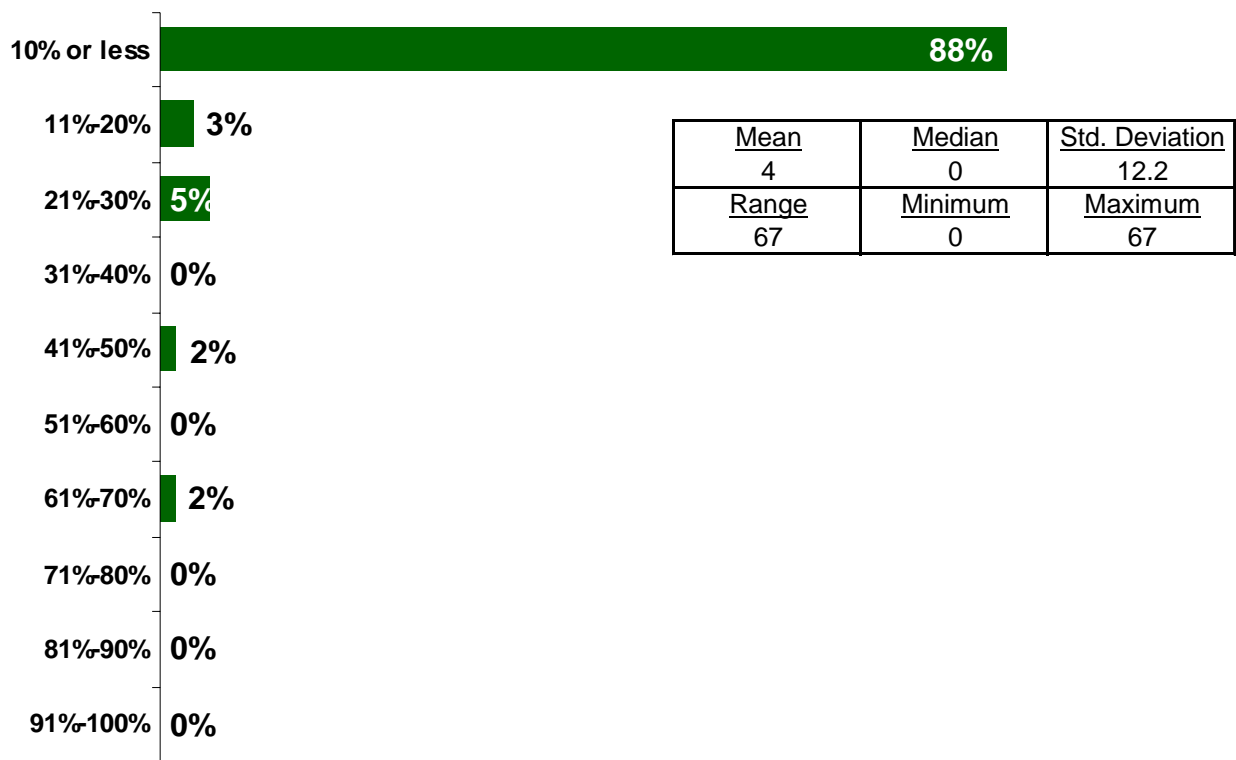 10% or less 88%
11%-20% 3%
21%-30% 5%
31%-40% 0%
41%-50% 2%
51%-60% 0%
61%-70% 2%
71%-80% 0%
81%-90% 0%
91%-100% 0%
Mean Median Std. Deviation
4 0 12.2
Range Minimum Maximum
67 0 67